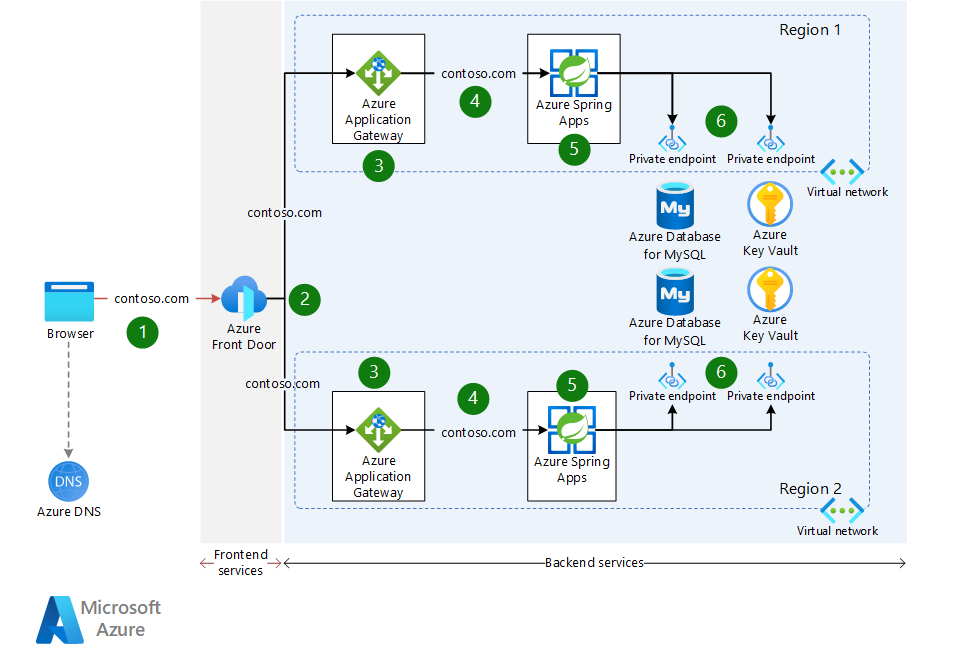 Region 1
contoso.com
4
Azure
Application
Gateway
3
Azure Spring
Apps
5
6
Private endpoint
Private endpoint
Virtual network
contoso.com
My
Azure Database
for MySQL
Azure
Key Vault
contoso.com
1
Browser
2
Azure
Front Door
My
Azure Database
for MySQL
Azure
Key Vault
contoso.com
3
4
contoso.com
5
6
Private endpoint
Private endpoint
Azure
Application
Gateway
Azure Spring
Apps
Region 2
Virtual network
DNS
Azure DNS
Frontend
services
Backend services
Microsoft
Azure